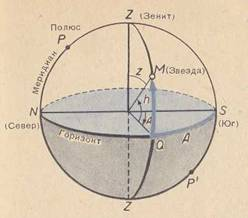 Z (Зенит)
Полюс
P
Меридиан
z
M (Звезда)
h
N
S
A
(Север)
Горизонт
Q
A
(Юг)
P'
Z